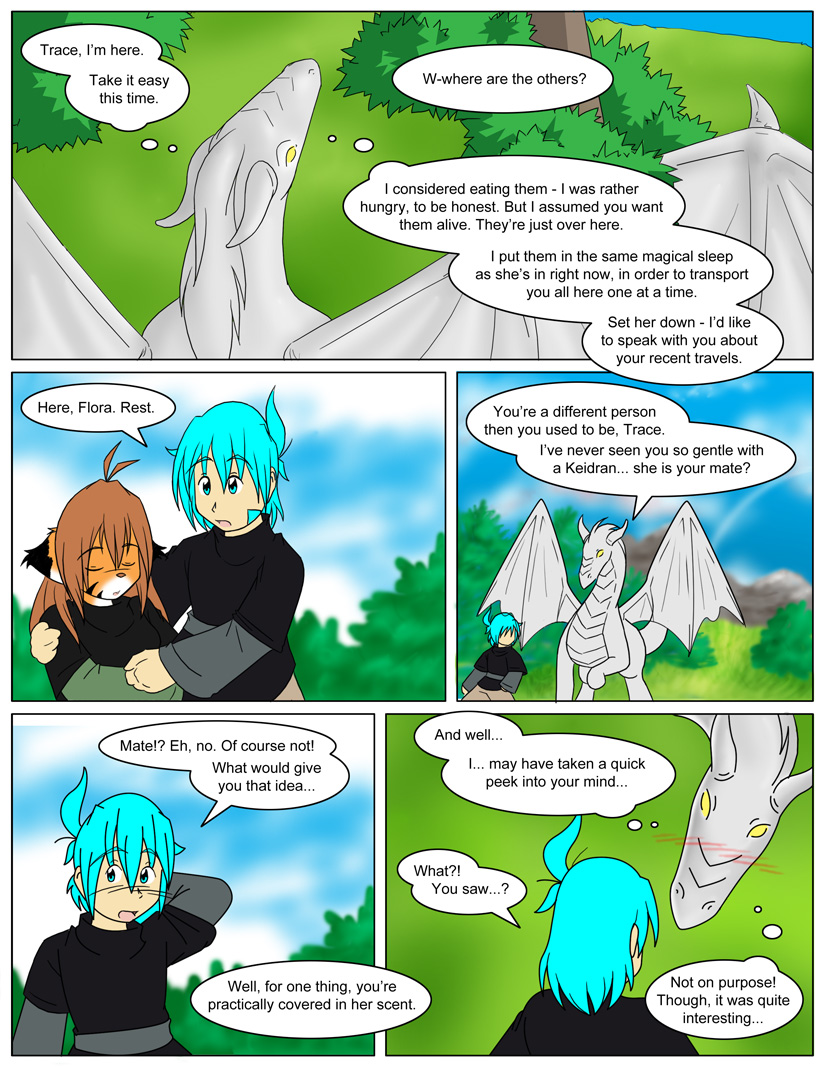 Trace, I'm here.
Take it easy
this time.
W-where are the others?
I considered eating them - I was rather
hungry, to be honest. But I assumed you want
them alive. They're just over here.
I put them in the same magical sleep
as she's in right now, in order to transport
you all here one at a time.
Set her down - I'd like
to speak with you about
your recent travels.
Here, Flora. Rest.
You're a different person
then you used to be, Trace.
I've never seen you so gentle with
a Keidran... she is your mate?
Mate!? Eh, no. Of course not!
What would give
you that idea...
Well, for one thing, you're
practically covered in her scent.
And well...
I... may have taken a quick
peek into your mind...
What?!
You saw...?
Not on purpose!
Though, it was quite
interesting...